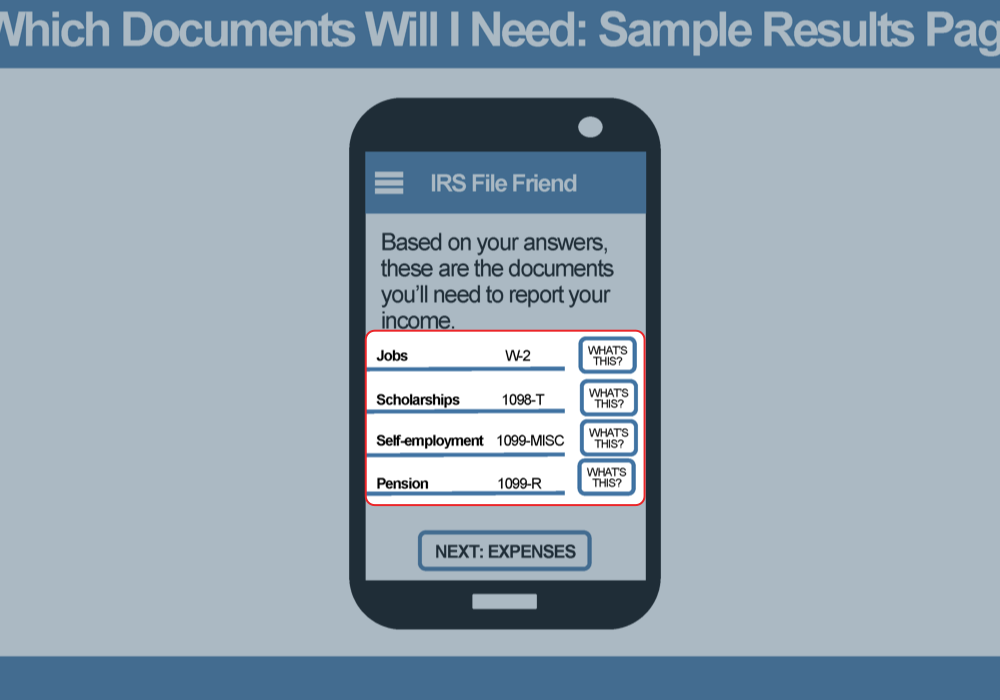 Which Documents Will I Need: Sample Results Pag
IRS File Friend
Based on your answers,
these are the documents
you'll need to report your
income.
Jobs W-2 WHAT'S THIS?
Scholarships 1098-T WHAT'S THIS?
Self-employment 1099-MISC WHAT'S THIS?
Pension 1099-R WHAT'S THIS?
NEXT: EXPENSES